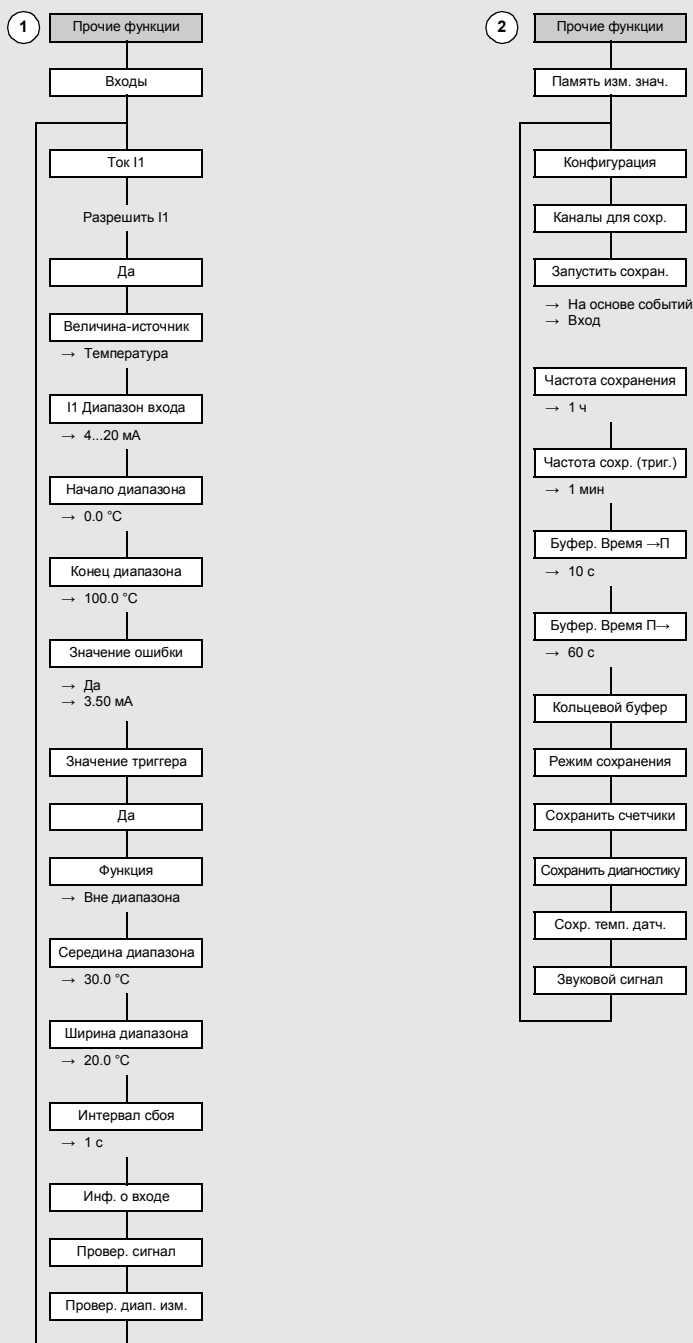 1
Прочие функции
Входы
Ток I1
Разрешить I1
Да
Величина-источник
→ Температура
I1 Диапазон входа
→ 4...20 мА
Начало диапазона
→ 0.0 °C
Конец диапазона
→ 100.0 °C
Значение ошибки
→ Да
→ 3.50 мА
Значение триггера
Да
Функция
→ Вне диапазона
Середина диапазона
→ 30.0 °C
Ширина диапазона
→ 20.0 °C
Интервал сбоя
→ 1 с
Инф. о входе
Провер. сигнал
Провер. диап. изм.
2
Прочие функции
Память изм. знач.
Конфигурация
Каналы для сохр.
Запустить сохран.
→ На основе событий
→ Вход
Частота сохранения
→ 1 ч
Частота сохр. (триг.)
→ 1 мин
Буфер. Время →П
→ 10 с
Буфер. Время П→
→ 60 с
Кольцевой буфер
Режим сохранения
Сохранить счетчики
Сохранить диагностику
Сохр. темп. датч.
Звуковой сигнал